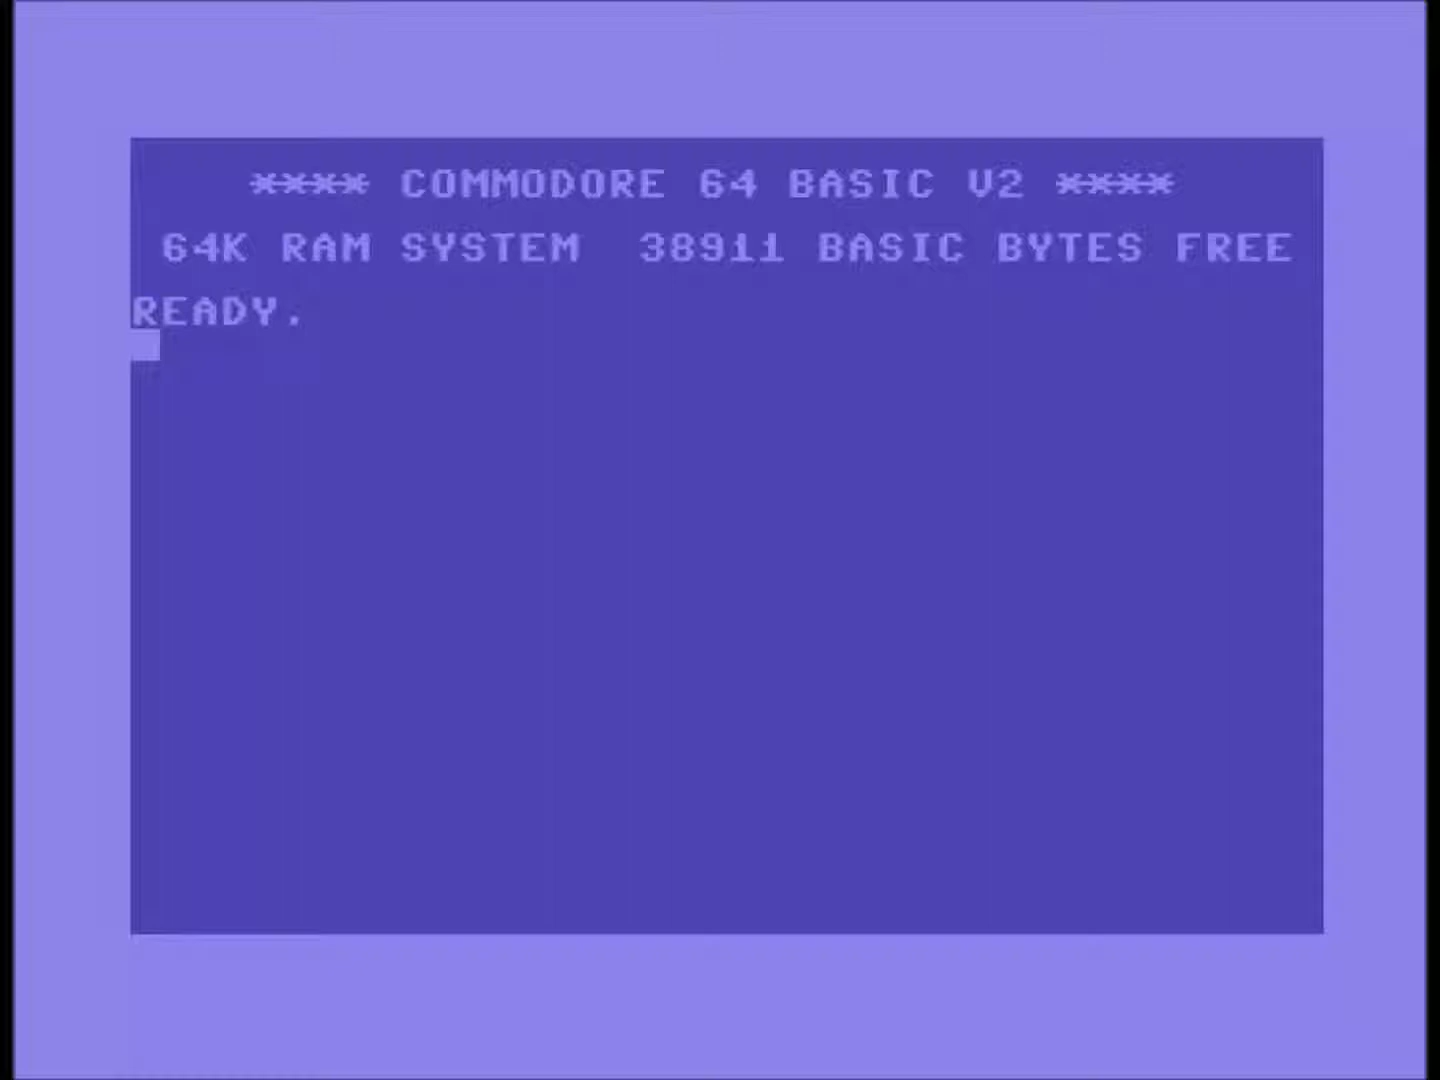 **** COMMODORE 64 BASIC V2 ****
64K RAM SYSTEM  38911 BASIC BYTES FREE
READY.